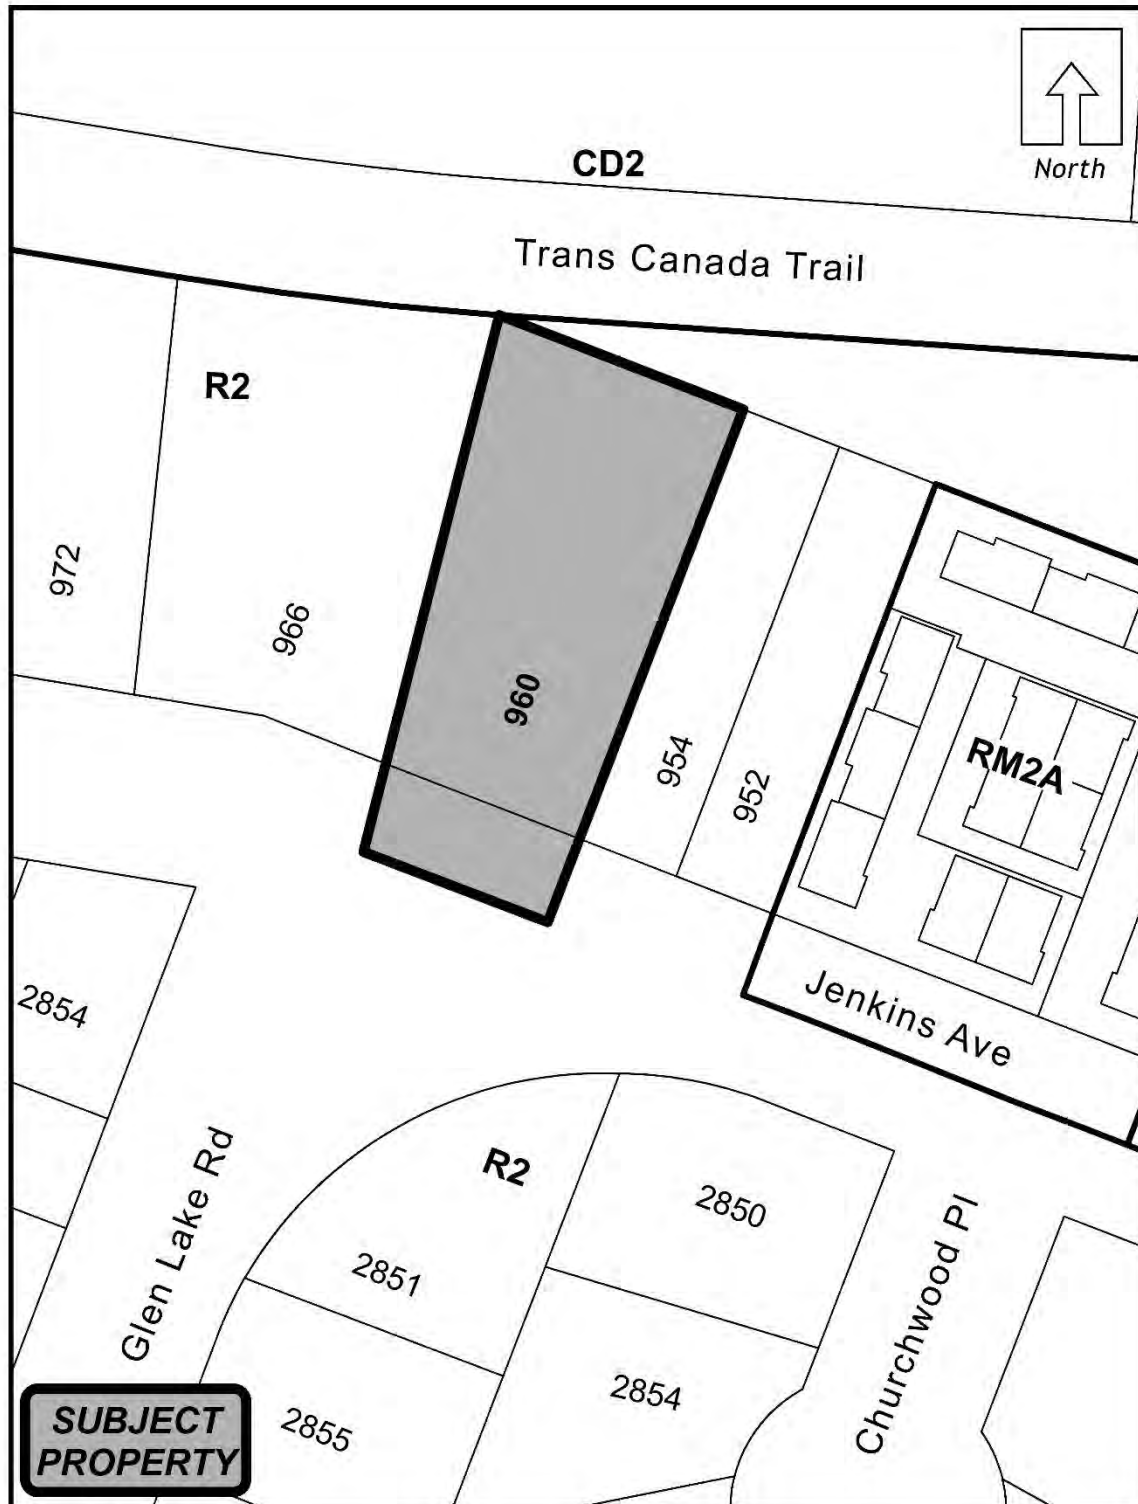 CD2
North
Trans Canada Trail
R2
972
966
960
954
952
RM2A
Jenkins Ave
2854
R2
2850
2851
Glen Lake Rd
Churchwood Pl
2854
2855
SUBJECT
PROPERTY